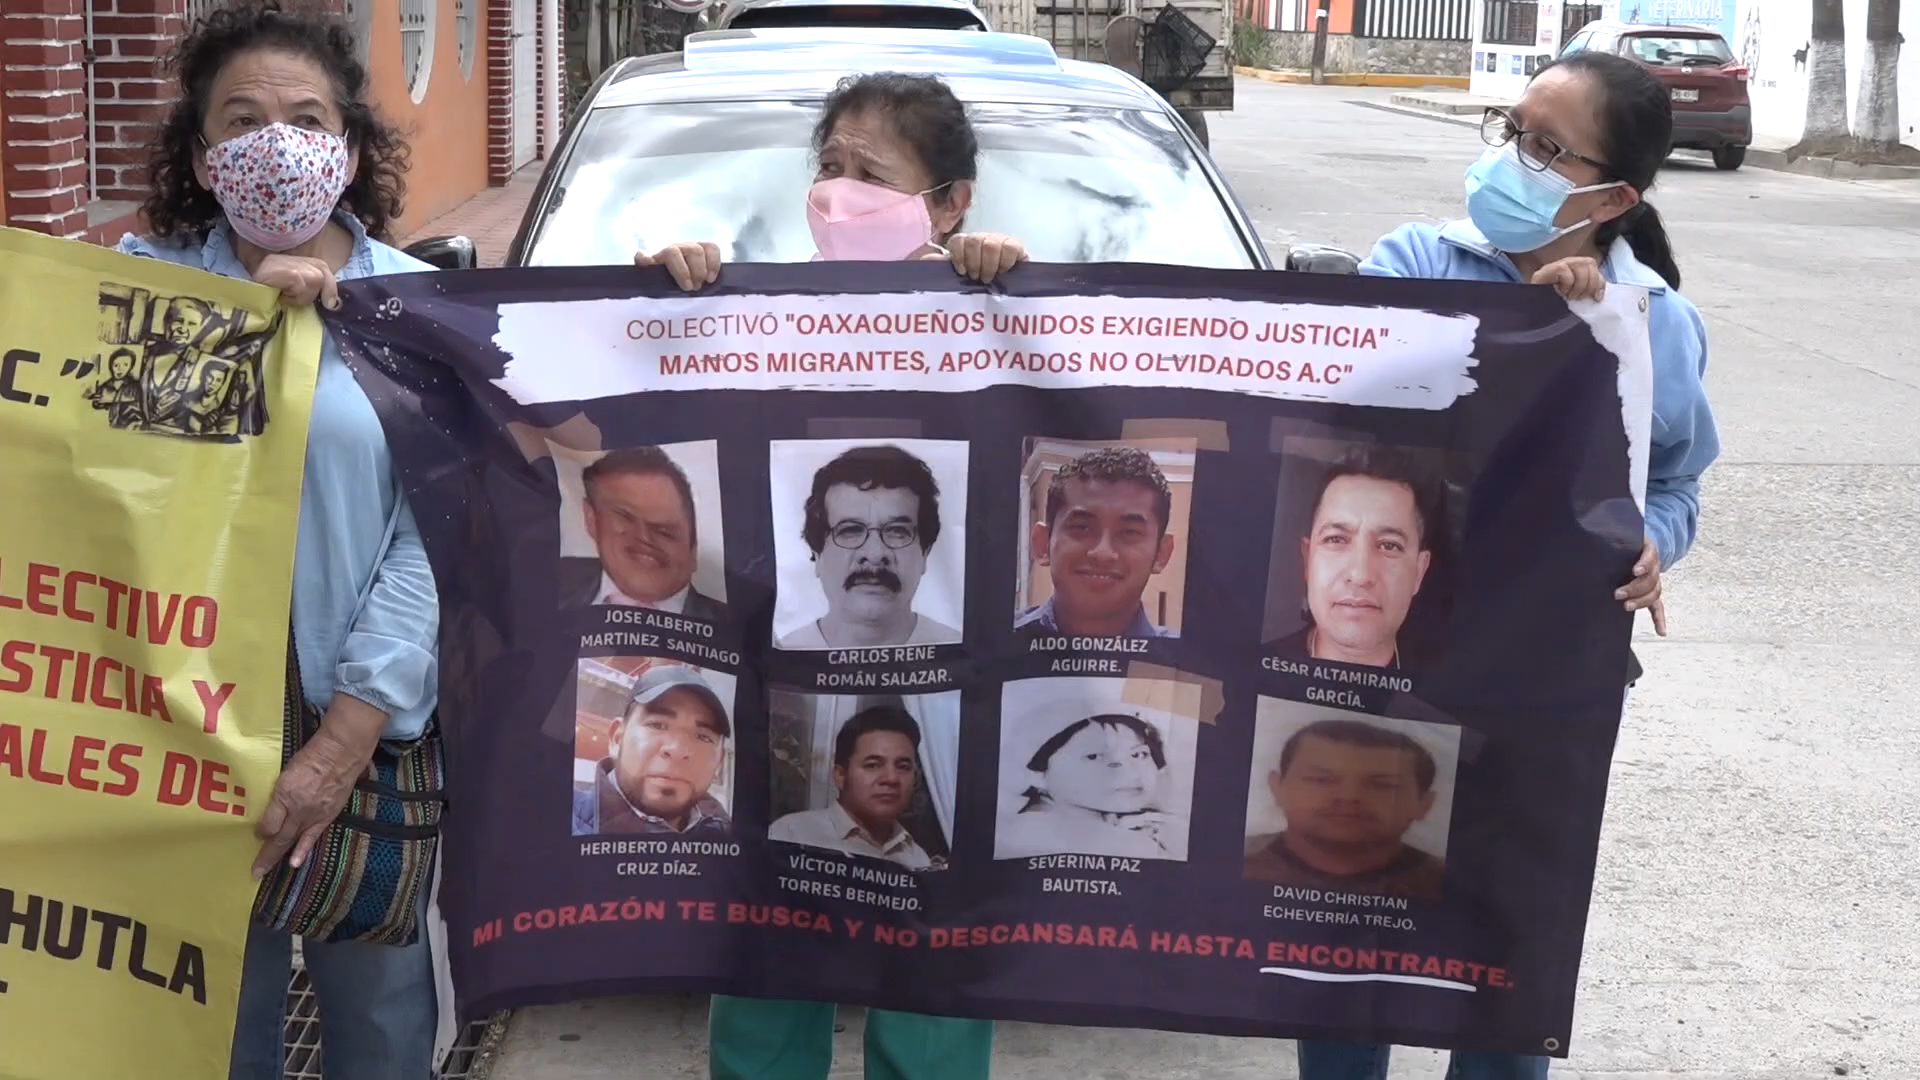 VETERINARIA
C."
LECTIVO
STICIA Y
ALES DE:
HUTLA
COLECTIVO "OAXAQUEÑOS UNIDOS EXIGIENDO JUSTICIA"
MANOS MIGRANTES, APOYADOS NO OLVIDADOS A.C"
JOSE ALBERTO
MARTINEZ SANTIAGO
CARLOS RENE
ROMÁN SALAZAR.
ALDO GONZÁLEZ
AGUIRRE.
CÉSAR ALTAMIRANO
GARCÍA.
HERIBERTO ANTONIO
CRUZ DÍAZ.
VÍCTOR MANUEL
TORRES BERMEJO.
SEVERINA PAZ
BAUTISTA.
DAVID CHRISTIAN
ECHEVERRÍA TREJO.
MI CORAZÓN TE BUSCA Y NO DESCANSARÁ HASTA ENCONTRARTE.